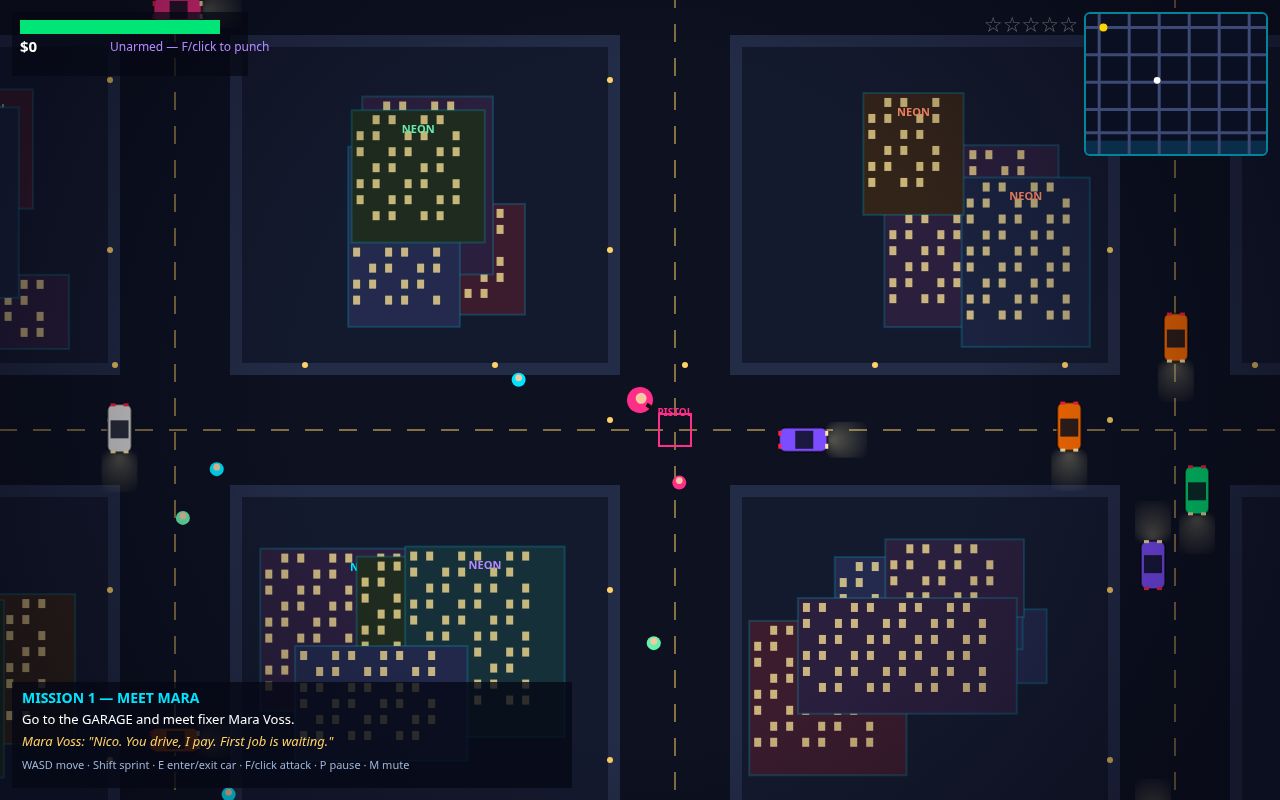 $0
Unarmed — F/click to punch
☆☆☆☆☆
NEON
NEON
NEON
PISTOL
NEON
MISSION 1 — MEET MARA
Go to the GARAGE and meet fixer Mara Voss.
Mara Voss: "Nico. You drive, I pay. First job is waiting."
WASD move · Shift sprint · E enter/exit car · F/click attack · P pause · M mute